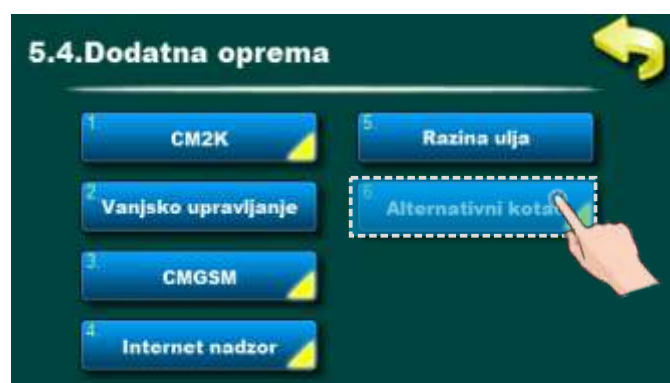 5.4.Dodatna oprema
1.
CM2K
2.
Vanjsko upravljanje
3.
CMGSM
4.
Internet nadzor
5.
Razina ulja
6.
Alternativni